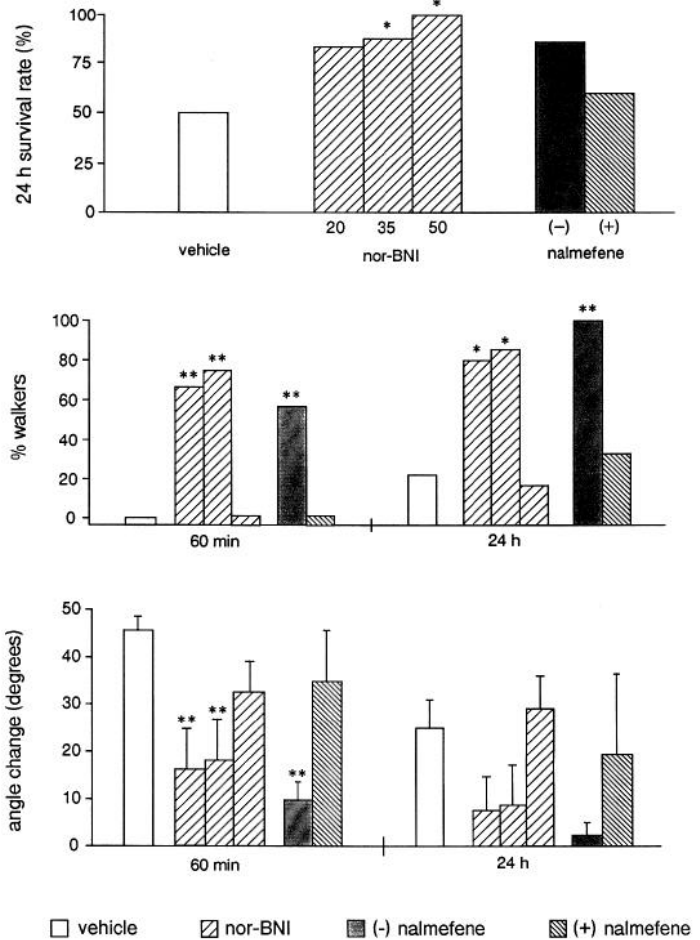 24 h survival rate (%)
100
75
50
25
0
*
*
20 35 50
(–) (+)
vehicle
nor-BNI
nalmefene
% walkers
100
80
60
40
20
0
** ** **
* * **
60 min
24 h
angle change (degrees)
50
40
30
20
10
0
** ** **
60 min
24 h
vehicle nor-BNI (-) nalmefene (+) nalmefene